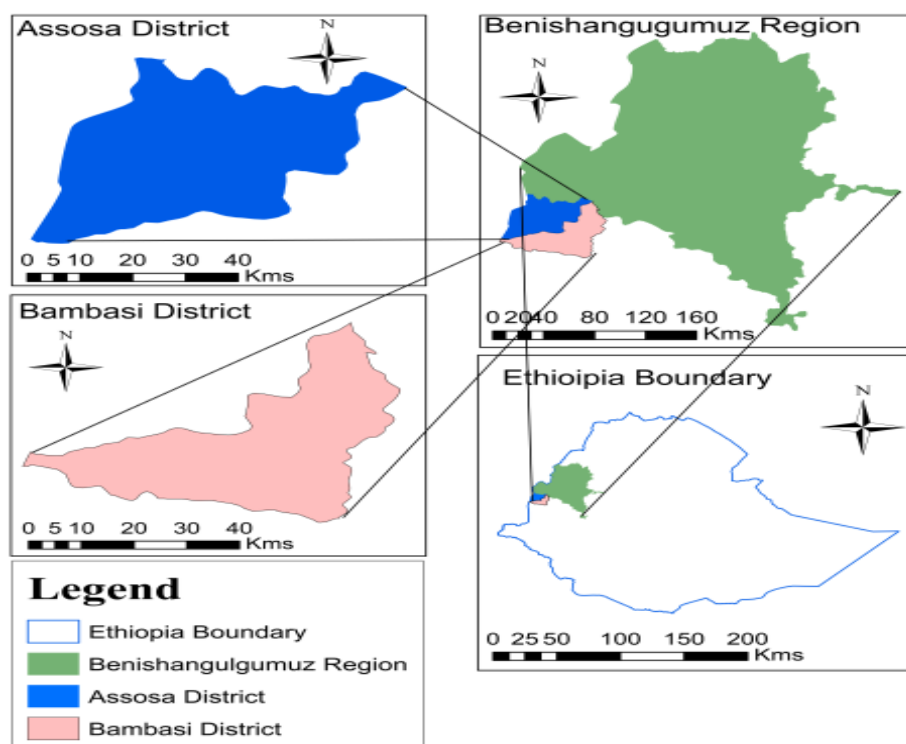 Assosa District
N
0 5 10 20 30 40
Kms
Benishangugumuz Region
N
0 2040 80 120 160
Kms
Bambasi District
N
0 5 10 20 30 40
Kms
Ethioipia Boundary
N
0 25 50 100 150 200
Kms
Legend
Ethiopia Boundary
Benishangulgumuz Region
Assosa District
Bambasi District